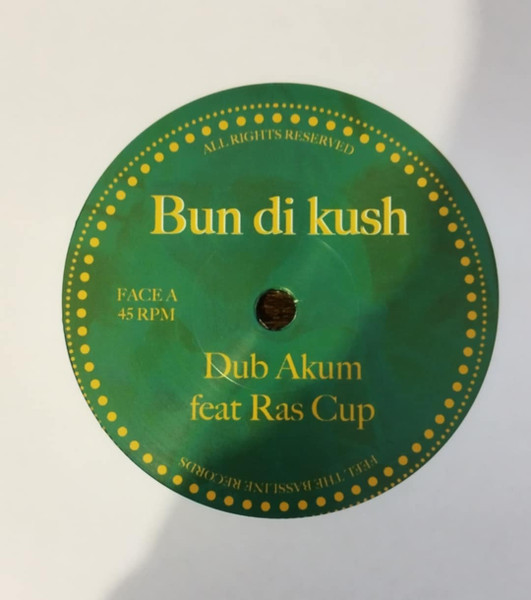 ALL RIGHTS RESERVED
Bun di kush
FACE A
45 RPM
Dub Akum
feat Ras Cup
FEEL THE BASSLINE RECORDS